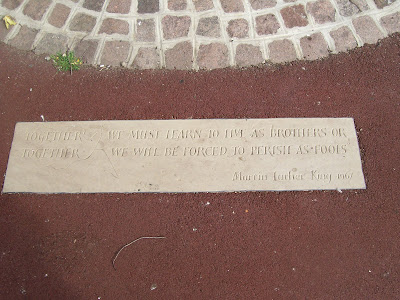 TOGETHER WE MUST LEARN TO LIVE AS BROTHERS OR
TOGETHER WE WILL BE FORCED TO PERISH AS FOOLS
Martin Luther King 1967